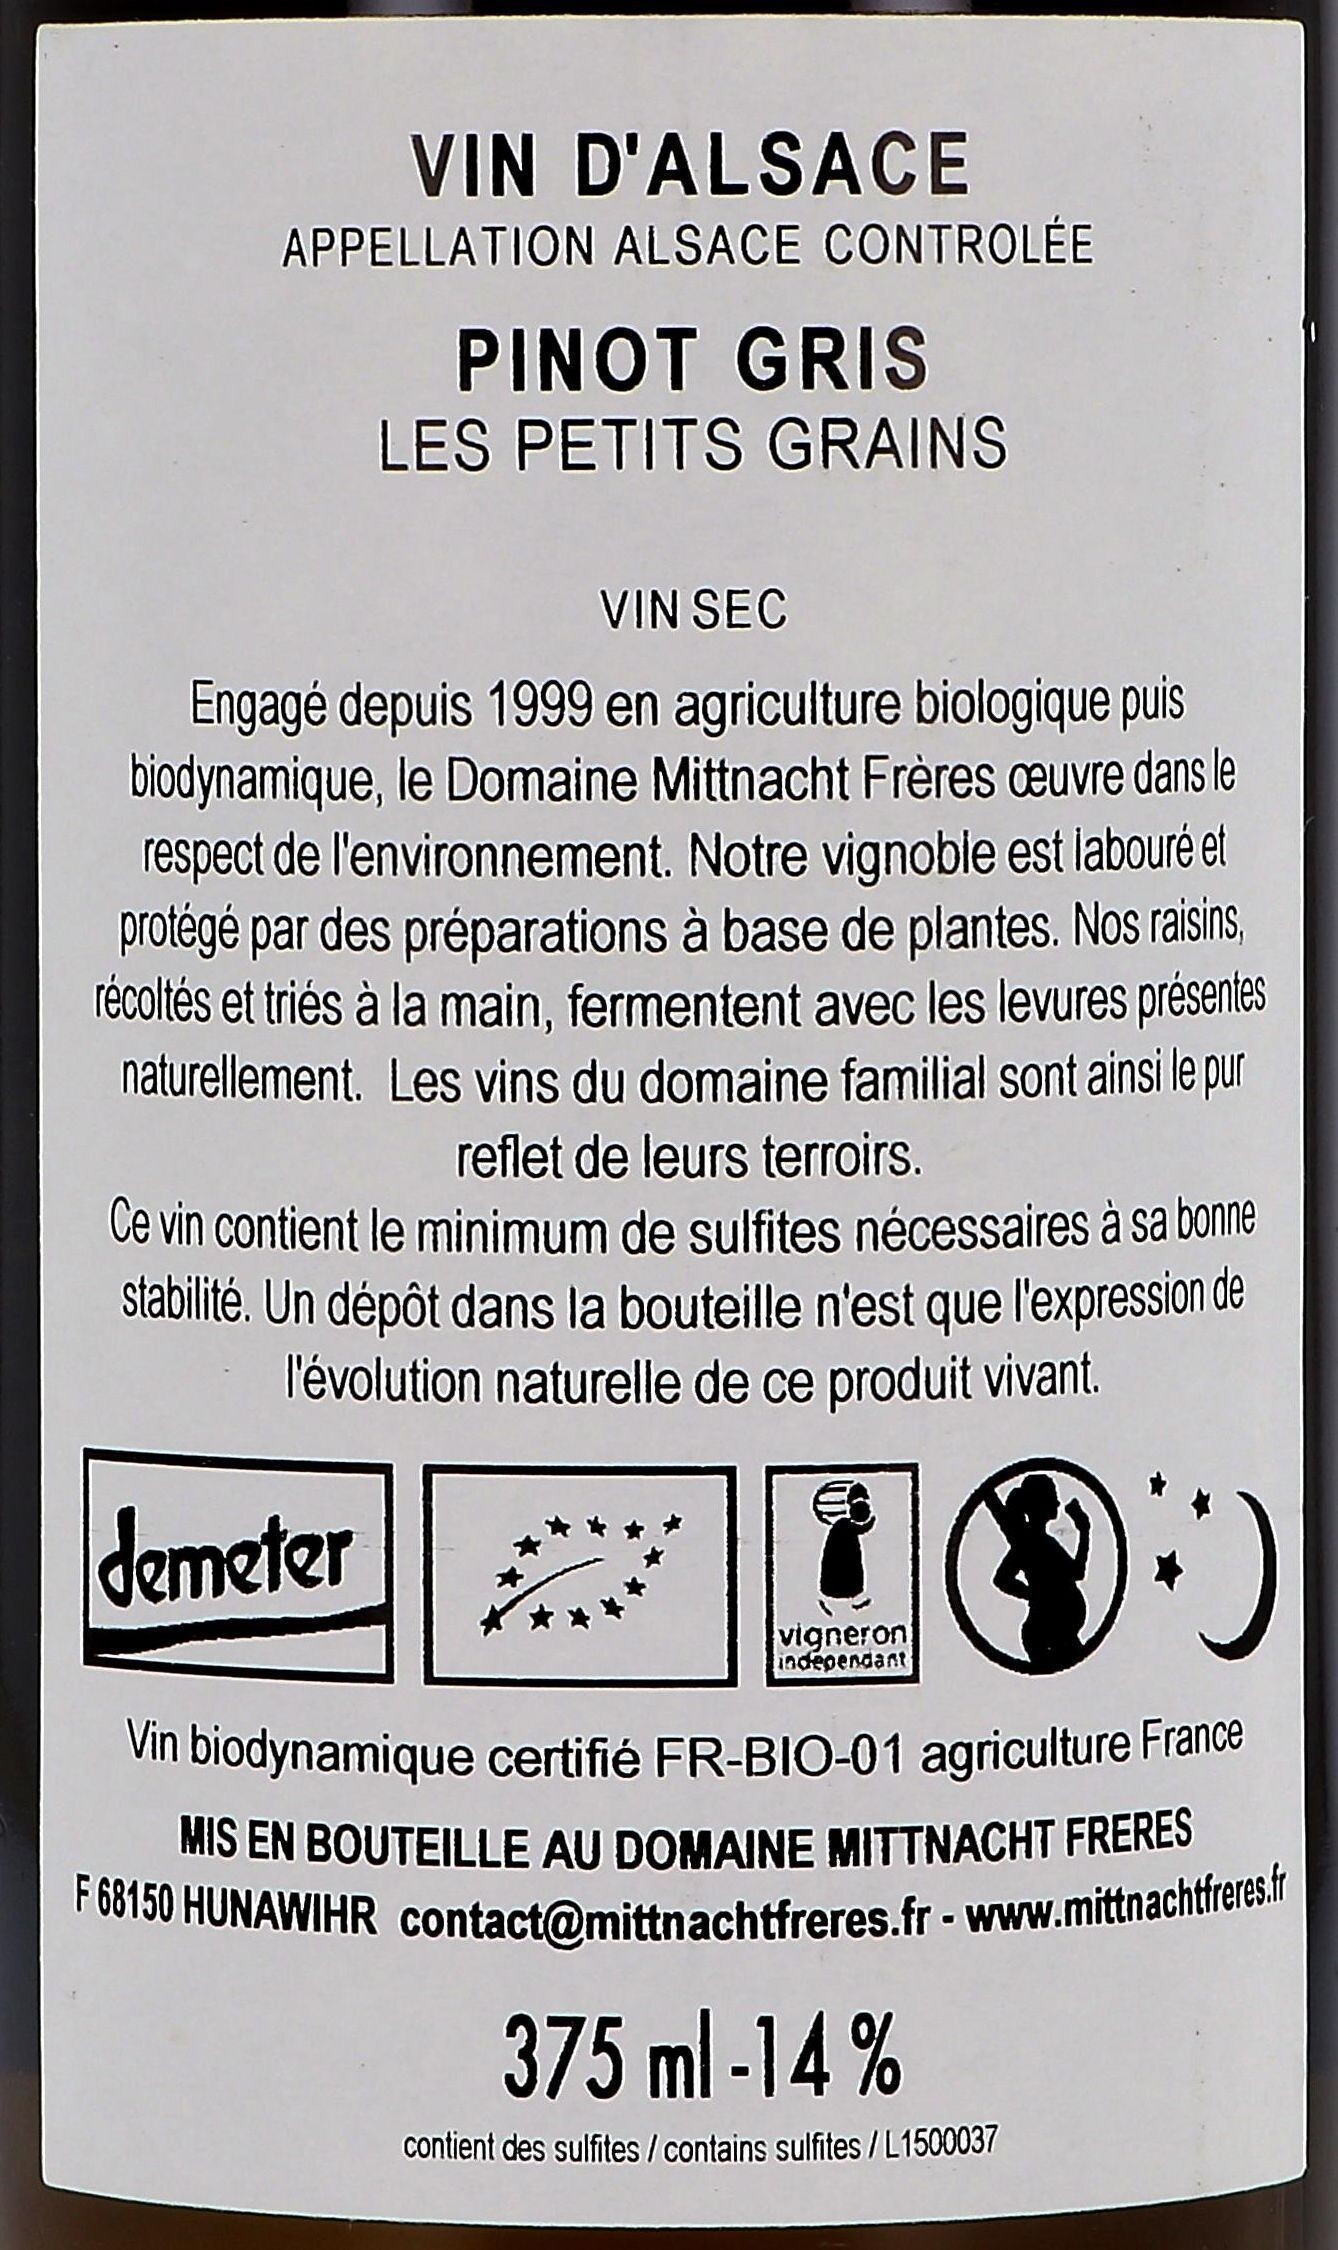 VIN D'ALSACE
APPELLATION ALSACE CONTROLÉE
PINOT GRIS
LES PETITS GRAINS
VIN SEC
Engagé depuis 1999 en agriculture biologique puis
biodynamique, le Domaine Mittnacht Frères œuvre dans le
respect de l'environnement. Notre vignoble est labouré et
protégé par des préparations à base de plantes. Nos raisins,
récoltés et triés à la main, fermentent avec les levures présentes
naturellement. Les vins du domaine familial sont ainsi le pur
reflet de leurs terroirs.
Ce vin contient le minimum de sulfites nécessaires à sa bonne
stabilité. Un dépôt dans la bouteille n'est que l'expression de
l'évolution naturelle de ce produit vivant.
demeter
vigneron
indépendant
Vin biodynamique certifié FR-BIO-01 agriculture France
MIS EN BOUTEILLE AU DOMAINE MITTNACHT FRERES
F 68150 HUNAWIHR contact@mittnachtfreres.fr - www.mittnachtfreres.fr
375 ml -14 %
contient des sulfites / contains sulfites / L1500037